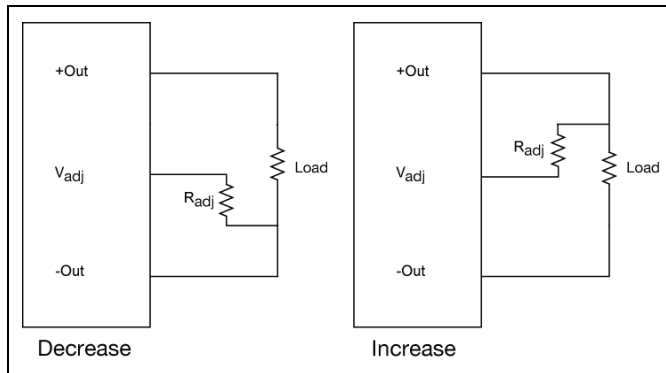 +Out
Vadj
Radj
Load
-Out
Decrease
+Out
Vadj
Radj
Load
-Out
Increase